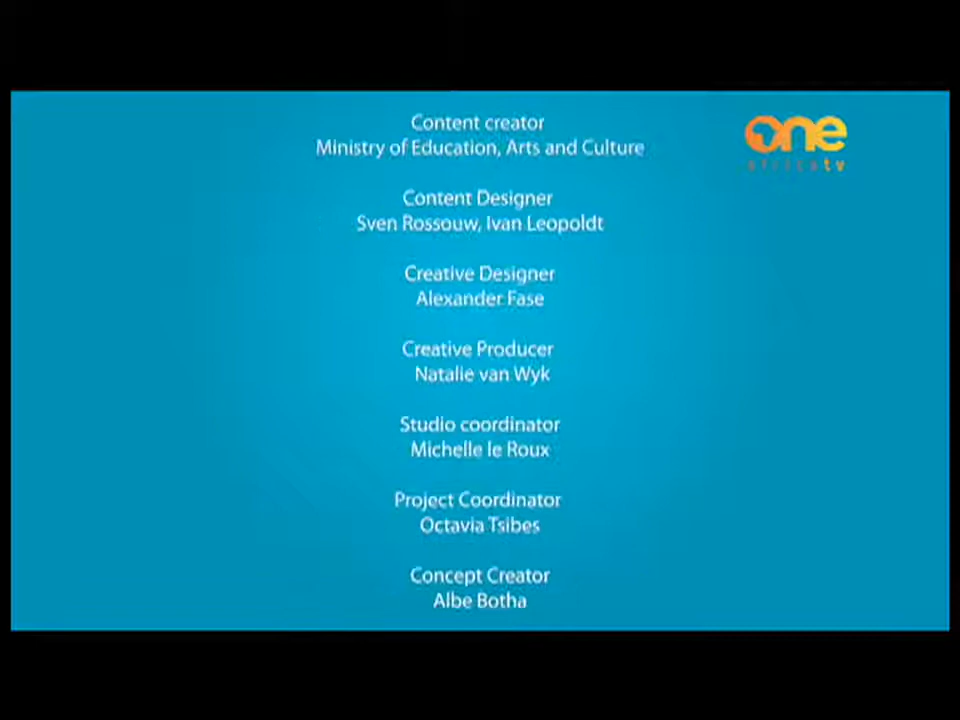 Content creator
Ministry of Education, Arts and Culture
one
africa tv
Content Designer
Sven Rossouw, Ivan Leopoldt
Creative Designer
Alexander Fase
Creative Producer
Natalie van Wyk
Studio coordinator
Michelle le Roux
Project Coordinator
Octavia Tsibes
Concept Creator
Albe Botha